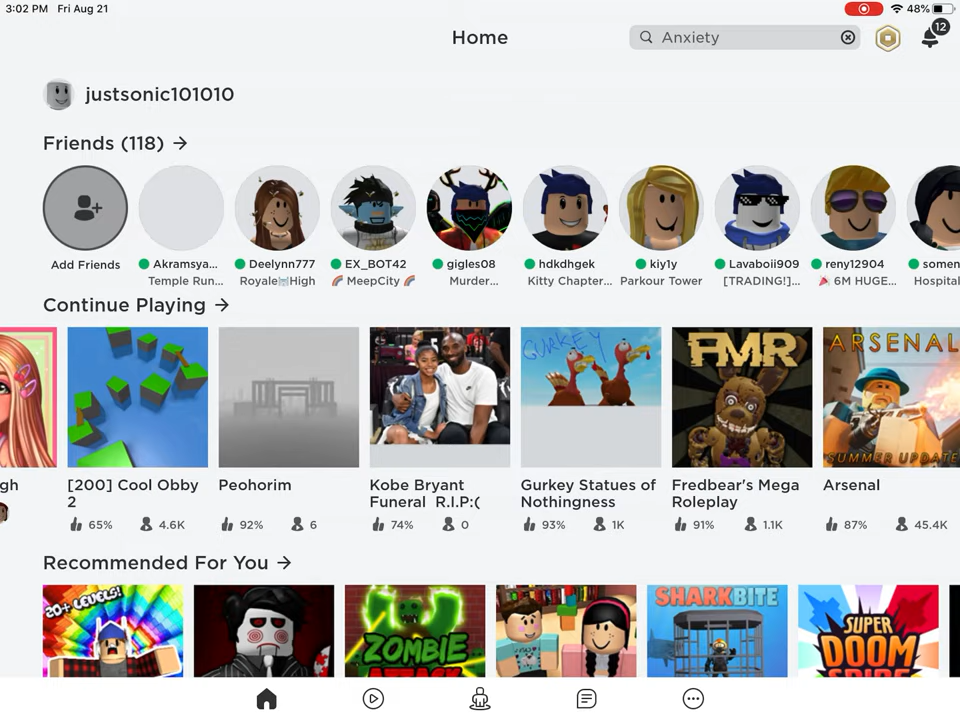 3:02 PM Fri Aug 21
48%
Home
Anxiety
12
justsonic101010
Friends (118) →
Add Friends
Akramsya...
Temple Run...
Deelynn777
Royale High
EX_BOT42
🌈 MeepCity 🌈
gigles08
Murder...
hdkdhgek
Kitty Chapter...
kiy1y
Parkour Tower
Lavaboii909
[TRADING!]...
reny12904
🎉 6M HUGE...
somen
Hospital
Continue Playing →
GURKEY
FMR
ARSENAL
SUMMER UPDATE
gh
[200] Cool Obby
2
65% 4.6K
Peohorim
92% 6
Kobe Bryant
Funeral R.I.P:(
74% 0
Gurkey Statues of
Nothingness
93% 1K
Fredbear's Mega
Roleplay
91% 1.1K
Arsenal
87% 45.4K
Recommended For You →
20+ LEVELS!
ZOMBIE
ATTACK
SHARKBITE
SUPER
DOOM
SPIRE